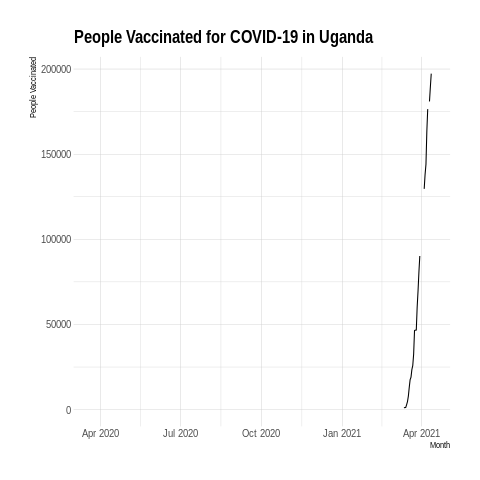 People Vaccinated for COVID-19 in Uganda
People Vaccinated
200000
150000
100000
50000
0
Apr 2020 Jul 2020 Oct 2020 Jan 2021 Apr 2021
Month